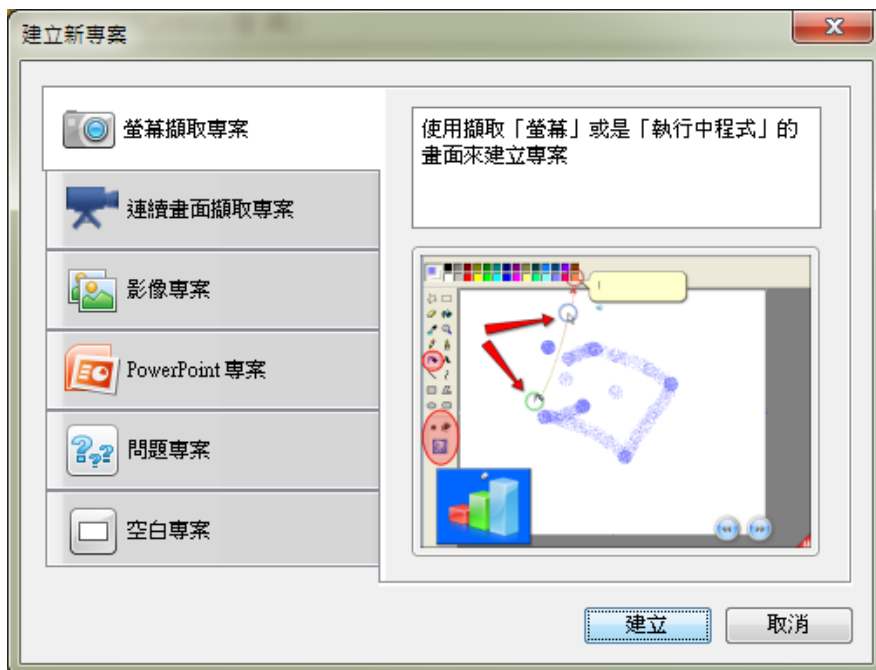 建立新專案
螢幕擷取專案
連續畫面擷取專案
影像專案
PowerPoint 專案
問題專案
空白專案
使用擷取「螢幕」或是「執行中程式」的
畫面來建立專案
建立
取消